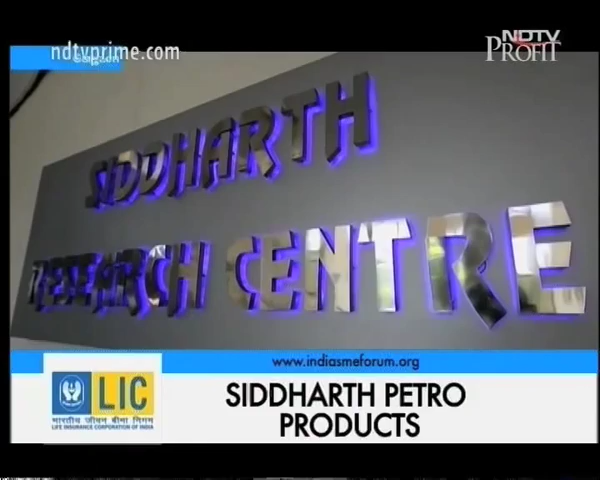 ndtvprime.com
NDTV
PROFIT
SIDDHARTH
RESEARCH CENTRE
www.indiasmeforum.org
LIC
भारतीय जीवन बीमा निगम
LIFE INSURANCE CORPORATION OF INDIA
SIDDHARTH PETRO
PRODUCTS